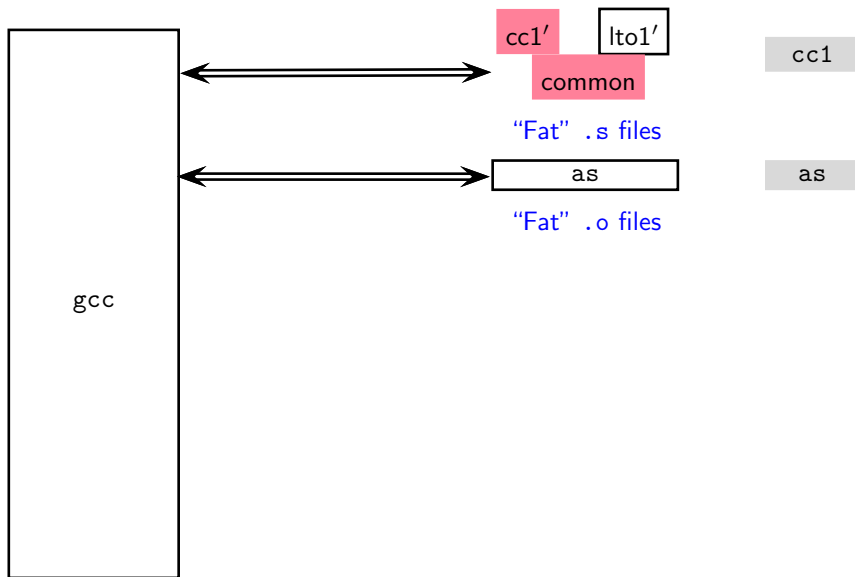 cc1′
lto1′
cc1
common
“Fat” .s files
as
as
“Fat” .o files
gcc